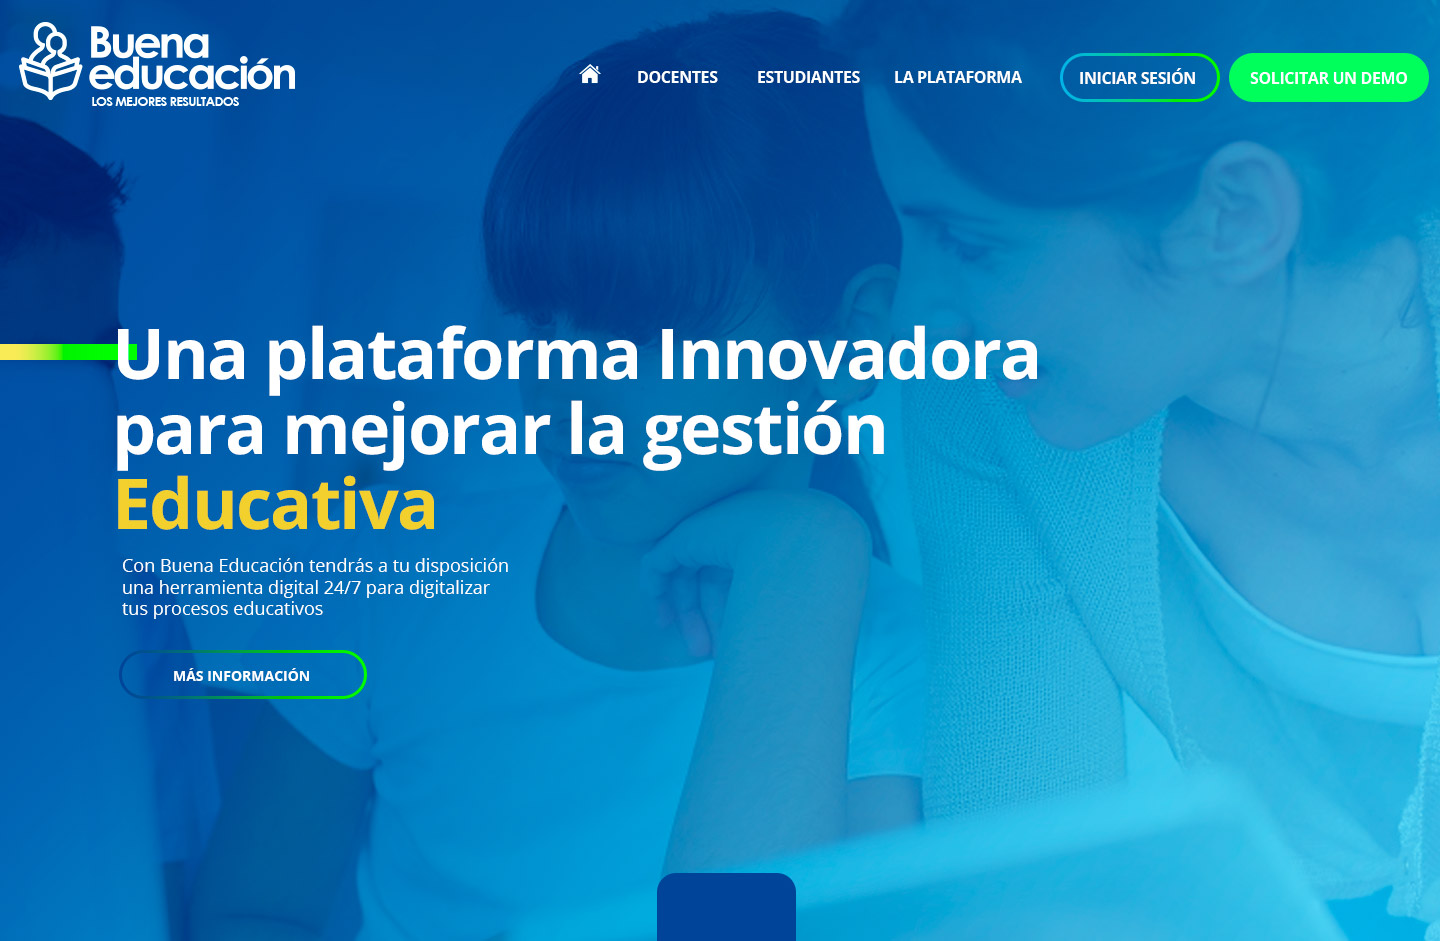 Buena
educación
LOS MEJORES RESULTADOS
DOCENTES ESTUDIANTES LA PLATAFORMA INICIAR SESIÓN SOLICITAR UN DEMO
Una plataforma Innovadora
para mejorar la gestión
Educativa
Con Buena Educación tendrás a tu disposición
una herramienta digital 24/7 para digitalizar
tus procesos educativos
MÁS INFORMACIÓN